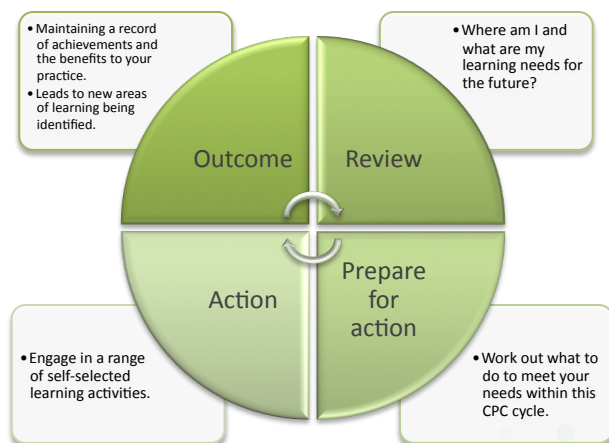 • Maintaining a record
of achievements and
the benefits to your
practice.
• Leads to new areas
of learning being
identified.
• Where am I and
what are my
learning needs for
the future?
Outcome
Review
Action
Prepare
for
action
• Engage in a range
of self-selected
learning activities.
• Work out what to
do to meet your
needs within this
CPC cycle.